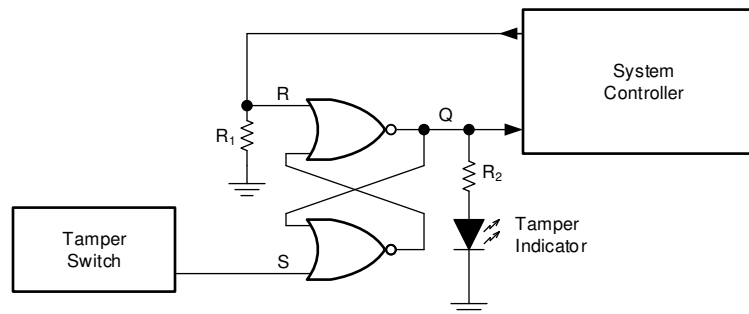 System
Controller
R
Q
R1
R2
Tamper
Switch
Tamper
Indicator
S